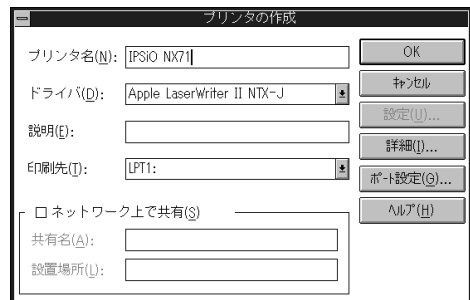 プリンタの作成
プリンタ名(N): IPSiO NX71
ドライバ(D): Apple LaserWriter II NTX-J
説明(E):
印刷先(T): LPT1:
ネットワーク上で共有(S)
共有名(A):
設置場所(L):
OK
ｷｬﾝｾﾙ
設定(U)...
詳細(I)...
ﾎﾟｰﾄ設定(G)...
ﾍﾙﾌﾟ(H)